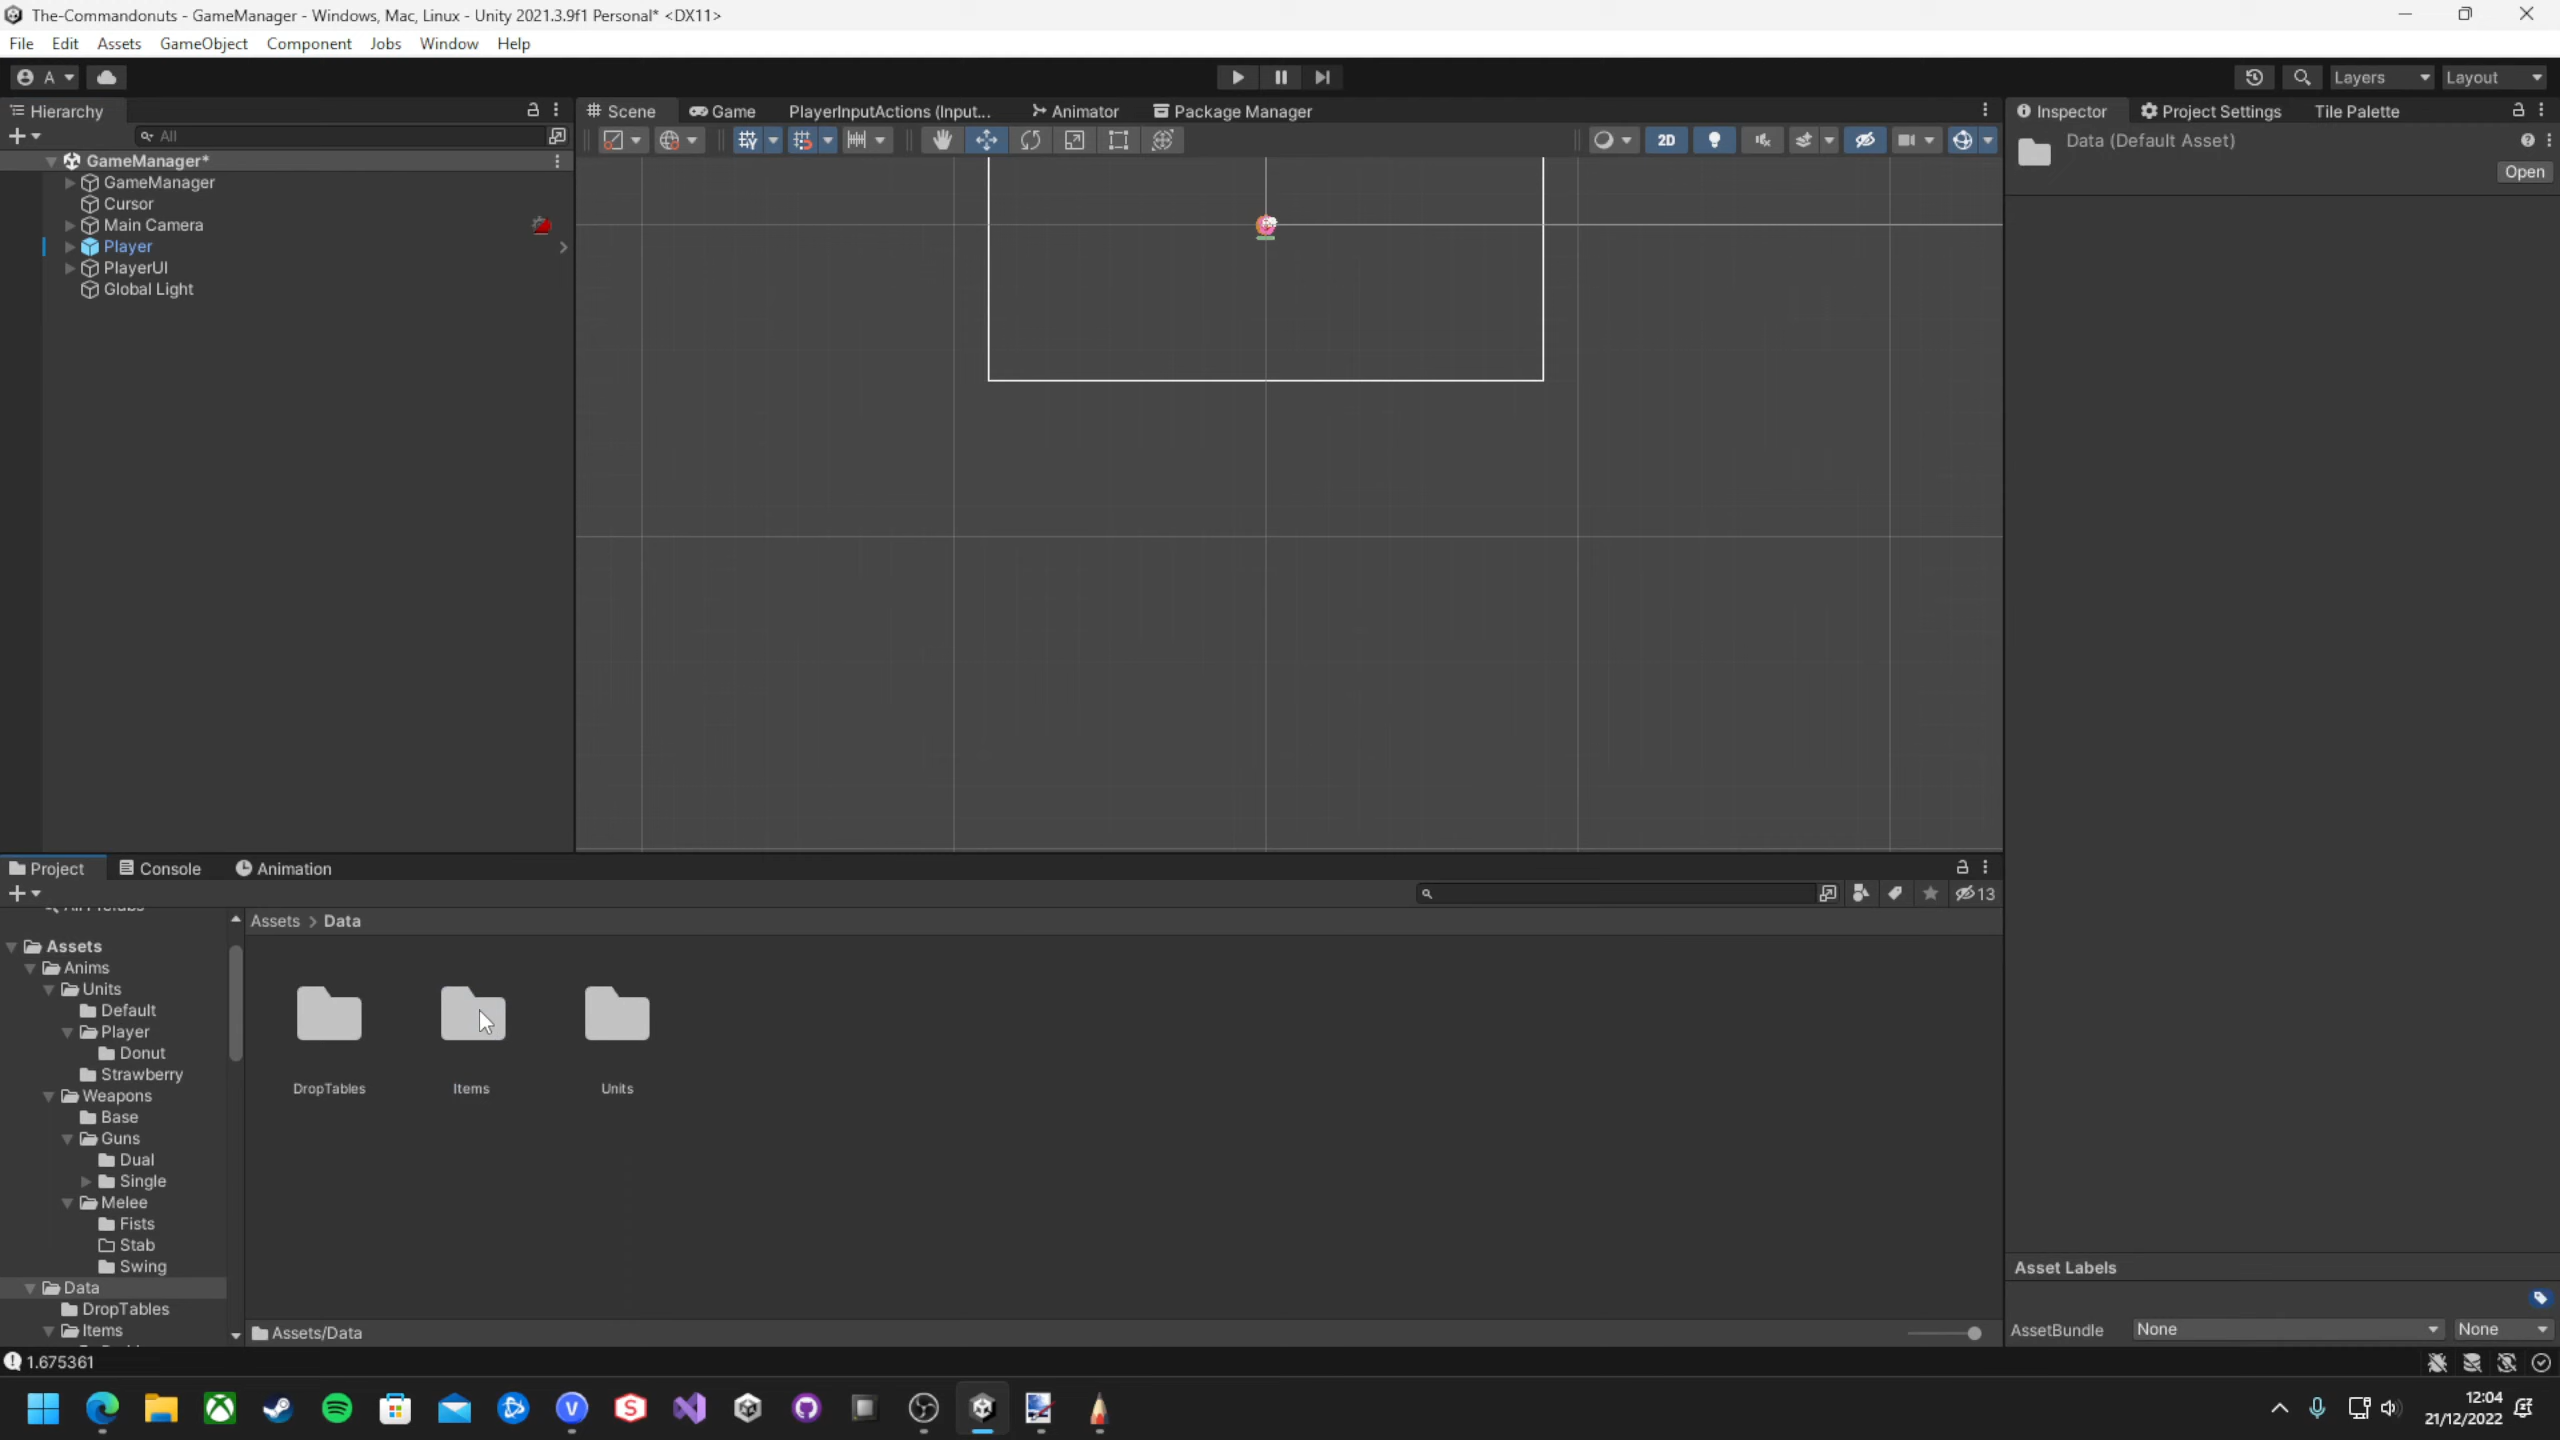 The-Commandonuts - GameManager - Windows, Mac, Linux - Unity 2021.3.9f1 Personal* <DX11>
File Edit Assets GameObject Component Jobs Window Help
A Layers Layout
Hierarchy Scene Game PlayerInputActions (Input... Animator Package Manager Inspector Project Settings Tile Palette
All 2D
Data (Default Asset)
Open
GameManager*
GameManager
Cursor
Main Camera
Player
PlayerUI
Global Light
Project Console Animation
13
Assets > Data
Assets
Anims
Units
Default
Player
Donut
Strawberry
Weapons
Base
Guns
Dual
Single
Melee
Fists
Stab
Swing
Data
DropTables
Items
DropTables Items Units
Assets/Data
Asset Labels
AssetBundle None None
1.675361
12:04
21/12/2022